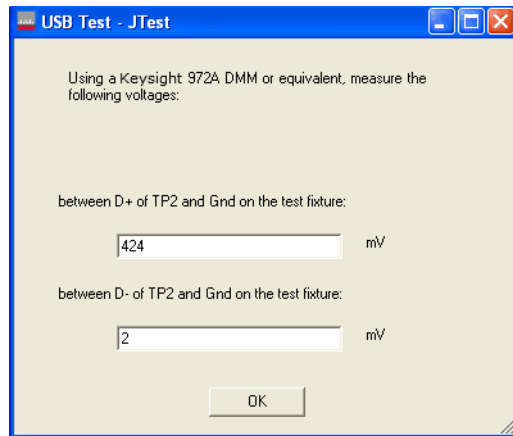 USB Test - JTest
Using a Keysight 972A DMM or equivalent, measure the
following voltages:
between D+ of TP2 and Gnd on the test fixture:
424 mV
between D- of TP2 and Gnd on the test fixture:
2 mV
OK